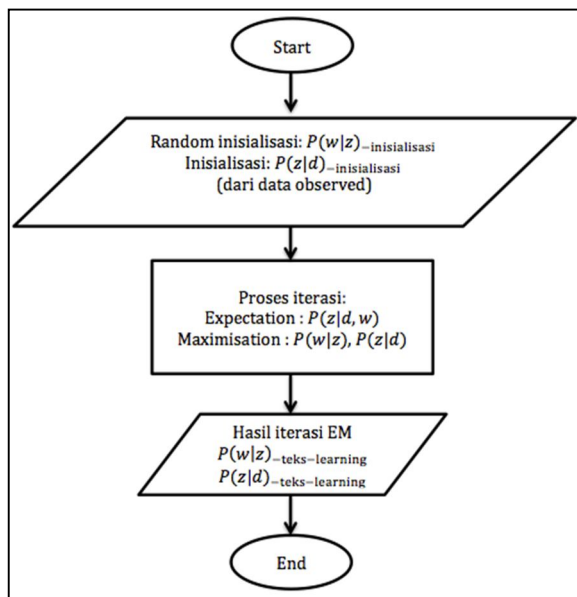 Start
Random inisialisasi: P(w|z)₋inisialisasi
Inisialisasi: P(z|d)₋inisialisasi
(dari data observed)
Proses iterasi:
Expectation : P(z|d, w)
Maximisation : P(w|z), P(z|d)
Hasil iterasi EM
P(w|z)₋teks−learning
P(z|d)₋teks−learning
End